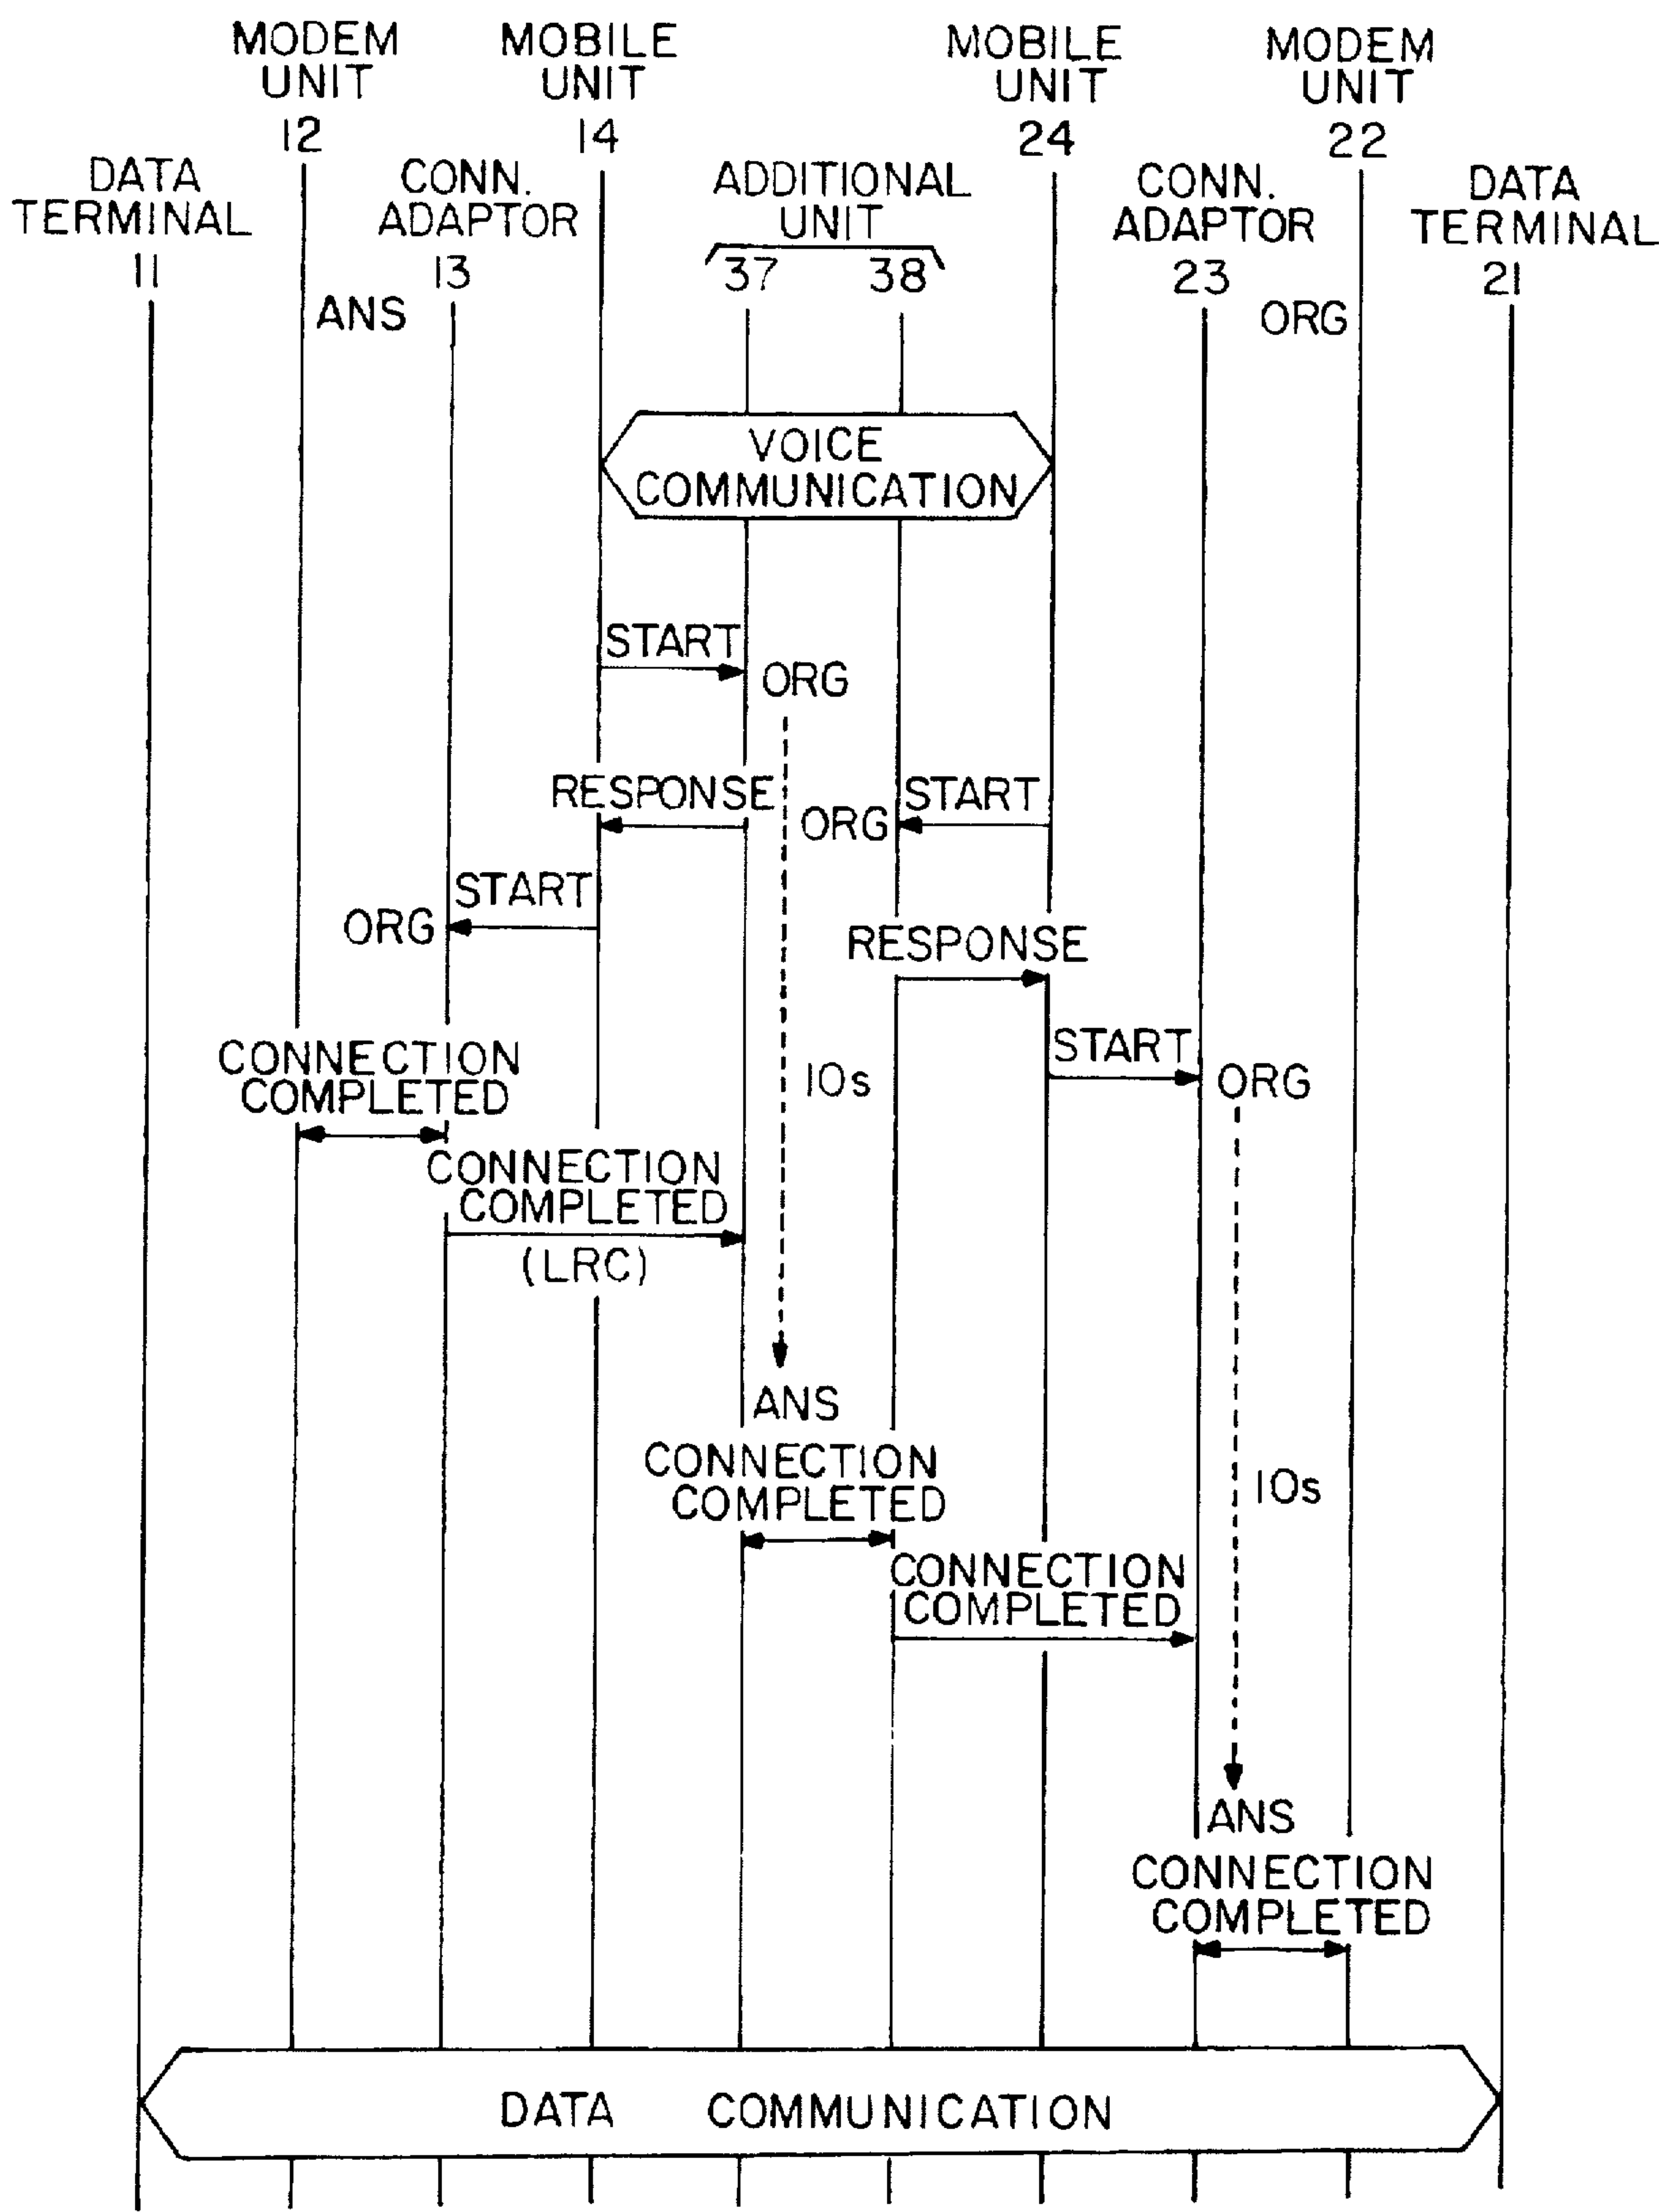 MODEM
UNIT
12
MOBILE
UNIT
14
MOBILE
UNIT
24
MODEM
UNIT
22
DATA
TERMINAL
11
CONN.
ADAPTOR
13
ADDITIONAL
UNIT
37 38
CONN.
ADAPTOR
23
DATA
TERMINAL
21
ANS
ORG
VOICE
COMMUNICATION
START
ORG
RESPONSE
START
ORG
START
ORG
RESPONSE
START
ORG
10s
CONNECTION
COMPLETED
CONNECTION
COMPLETED
(LRC)
ANS
CONNECTION
COMPLETED
10s
CONNECTION
COMPLETED
ANS
CONNECTION
COMPLETED
DATA COMMUNICATION